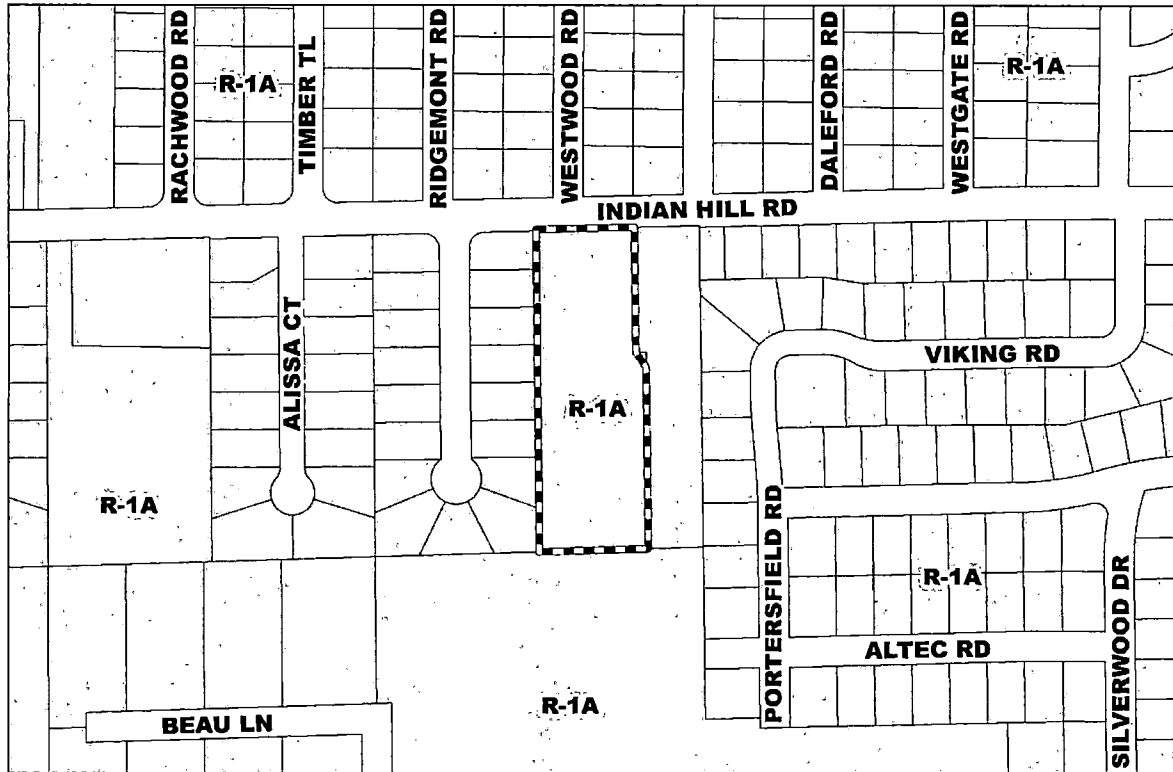 RACHWOOD RD
R-1A
TIMBER TL
RIDGEMONT RD
WESTWOOD RD
DALEFORD RD
WESTGATE RD
R-1A
INDIAN HILL RD
ALISSA CT
VIKING RD
R-1A
R-1A
PORTERSFIELD RD
R-1A
SILVERWOOD DR
ALTEC RD
R-1A
BEAU LN